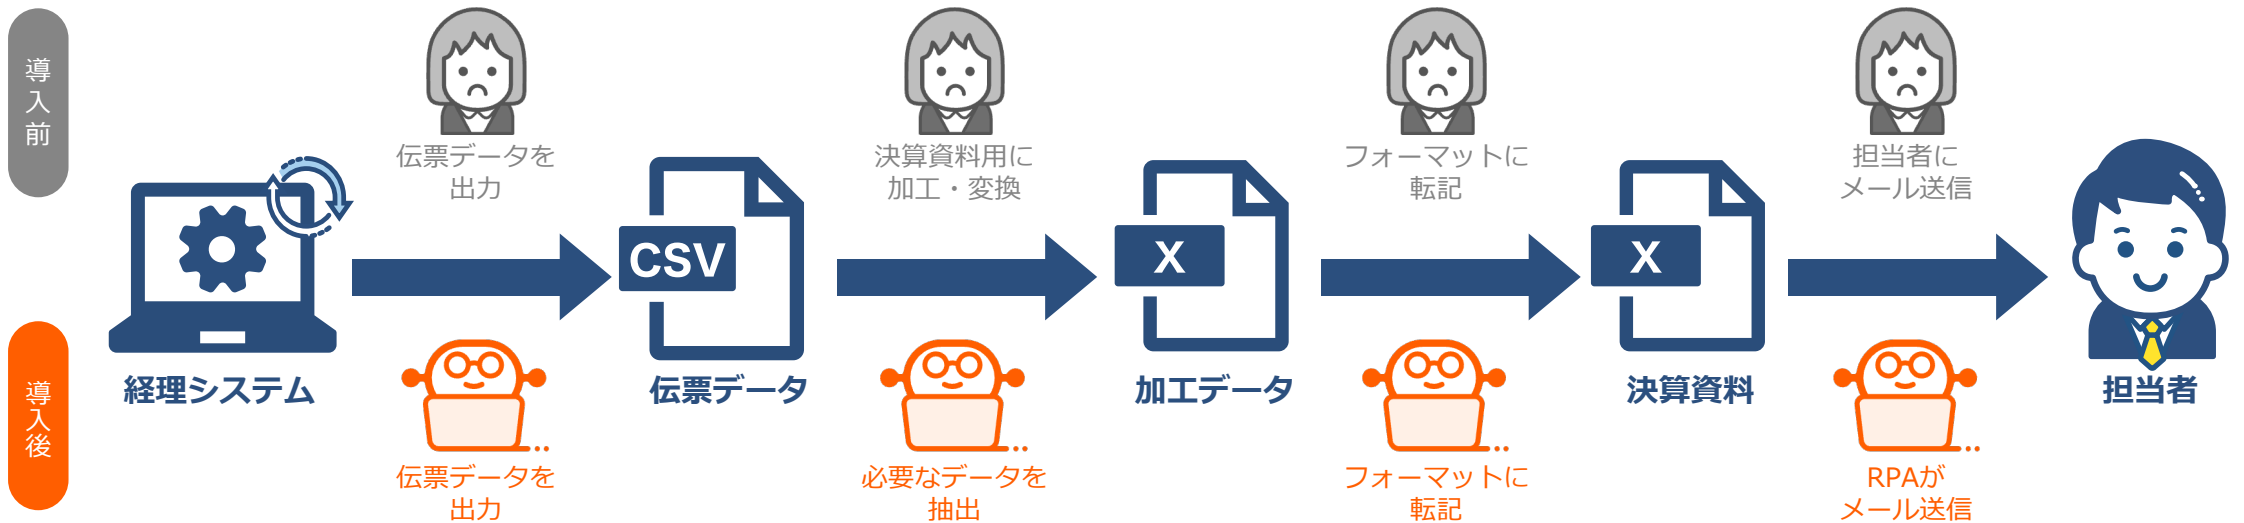 導入前
伝票データを
出力
決算資料用に
加工・変換
フォーマットに
転記
担当者に
メール送信
CSV
X
X
経理システム
伝票データ
加工データ
決算資料
担当者
導入後
伝票データを
出力
必要なデータを
抽出
フォーマットに
転記
RPAが
メール送信